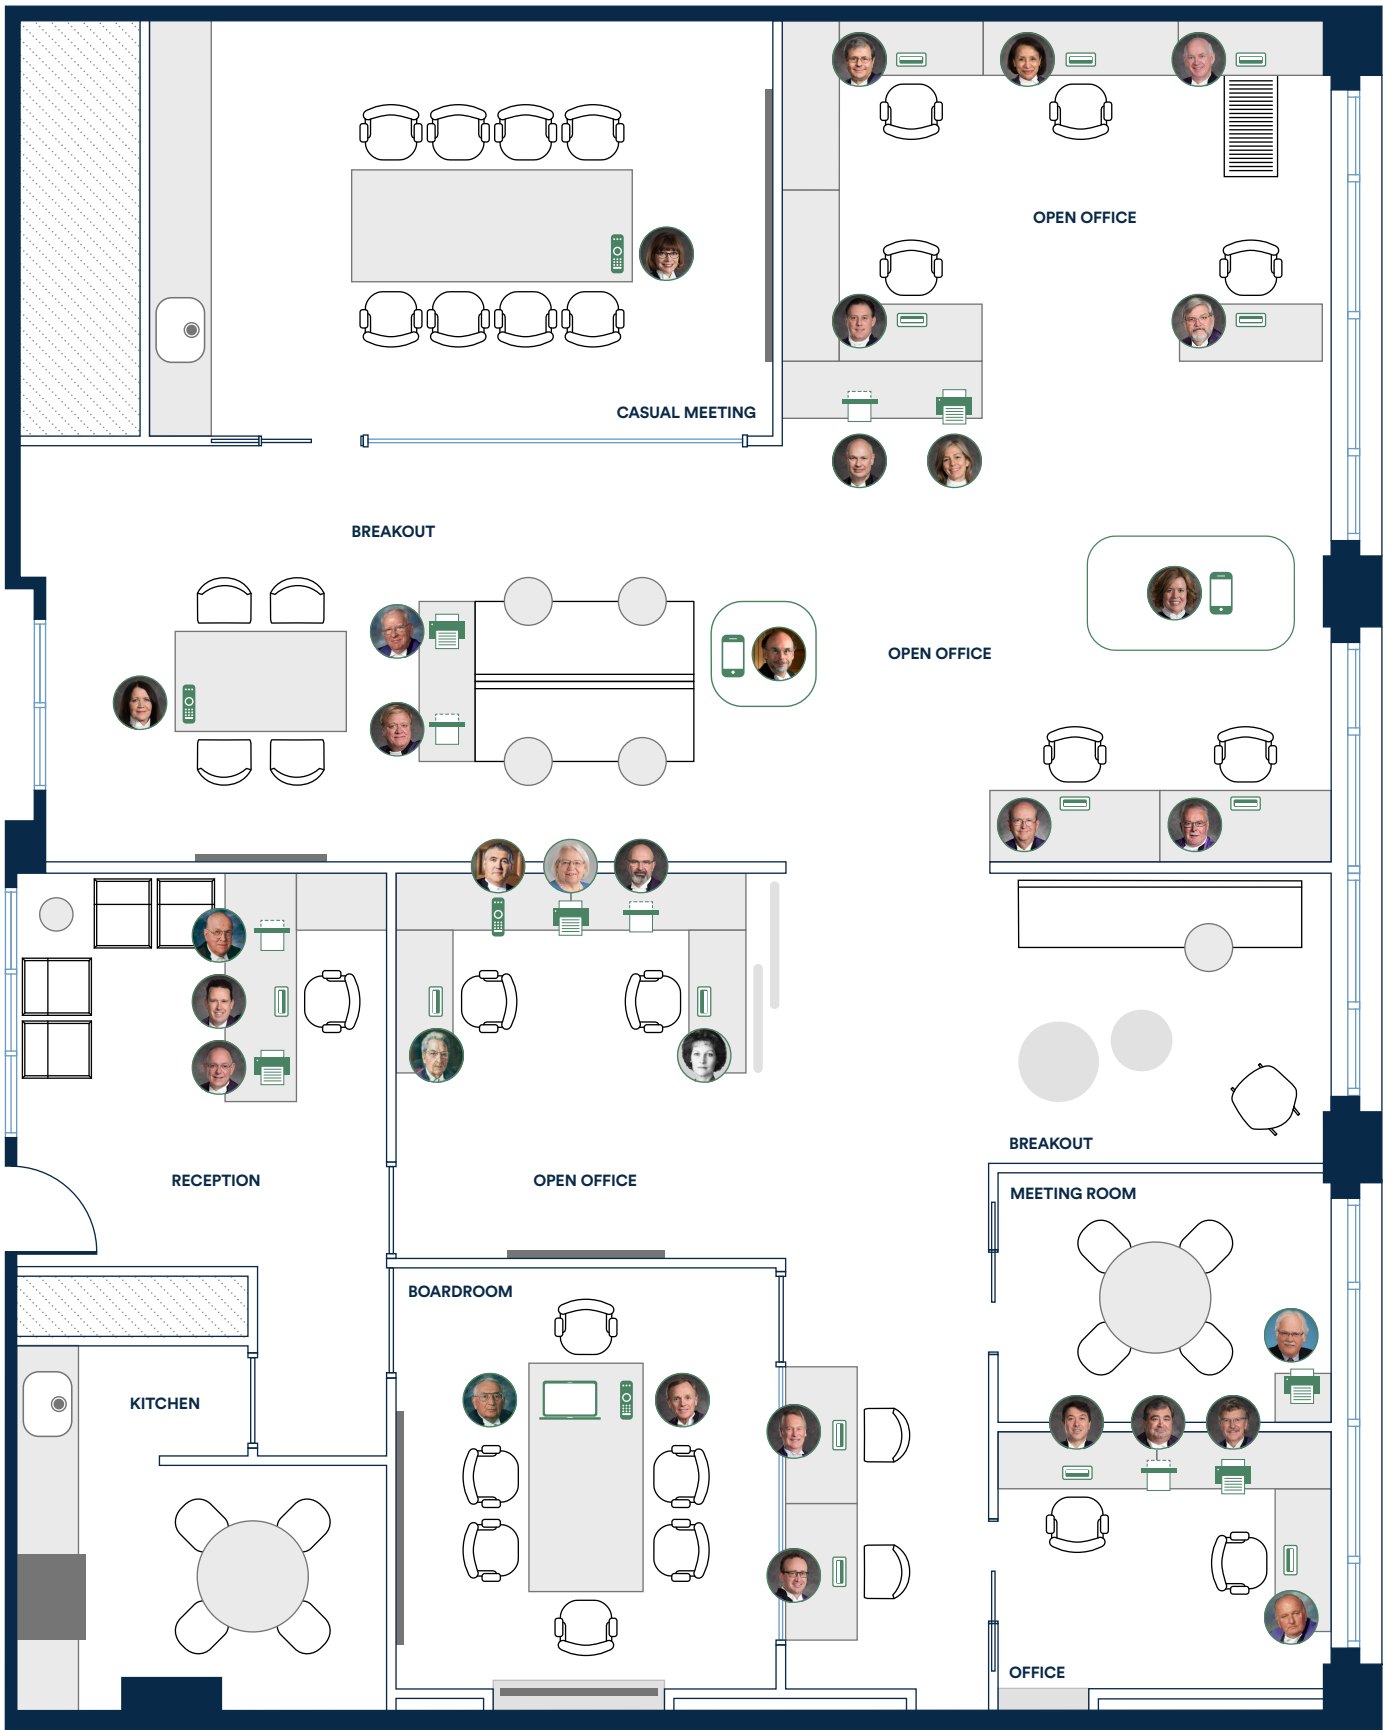 OPEN OFFICE
CASUAL MEETING
BREAKOUT
OPEN OFFICE
BREAKOUT
RECEPTION
OPEN OFFICE
MEETING ROOM
BOARDROOM
KITCHEN
OFFICE